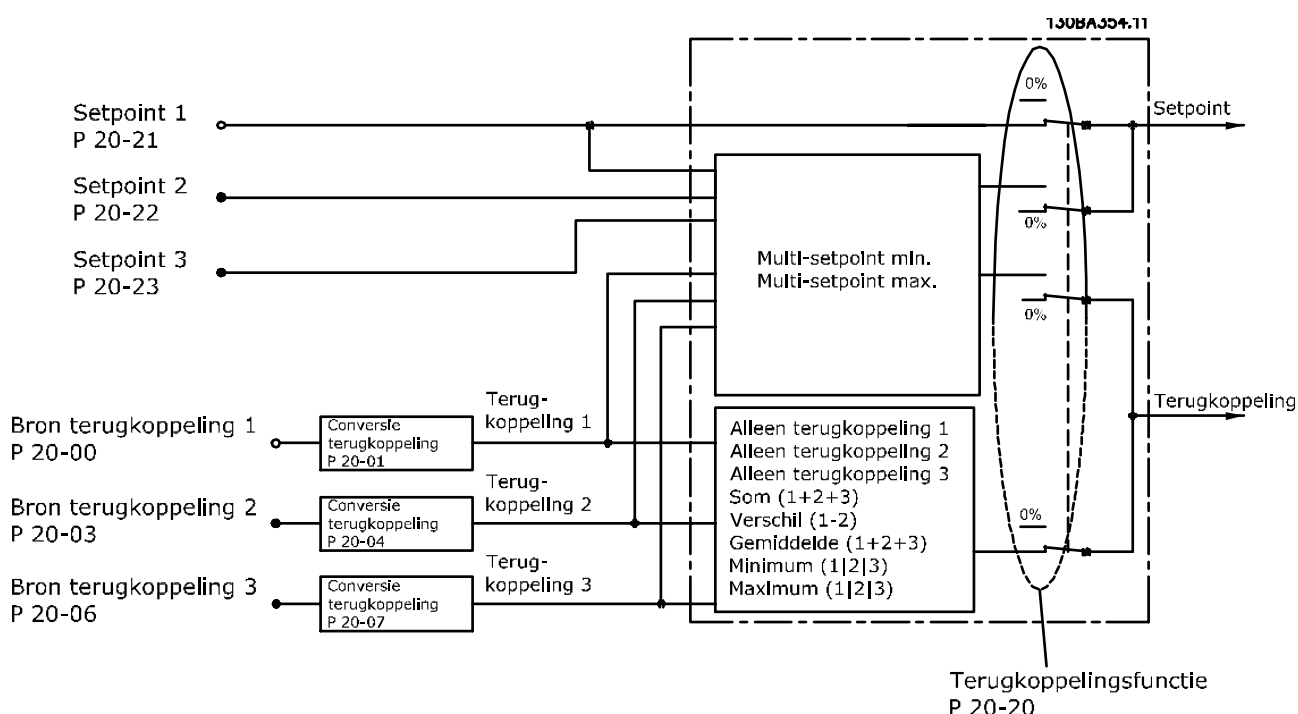 130BA354.11
Setpoint 1
P 20-21
Setpoint 2
P 20-22
Setpoint 3
P 20-23
0%
Setpoint
0%
Multi-setpoint min.
Multi-setpoint max.
0%
Terugkoppeling
Bron terugkoppeling 1
P 20-00
Conversie
terugkoppeling
P 20-01
Terug-
koppeling 1
Bron terugkoppeling 2
P 20-03
Conversie
terugkoppeling
P 20-04
Terug-
koppeling 2
Bron terugkoppeling 3
P 20-06
Conversie
terugkoppeling
P 20-07
Terug-
koppeling 3
Alleen terugkoppeling 1
Alleen terugkoppeling 2
Alleen terugkoppeling 3
Som (1+2+3)
Verschil (1-2)
Gemiddelde (1+2+3)
Minimum (1|2|3)
Maximum (1|2|3)
0%
Terugkoppelingsfunctie
P 20-20